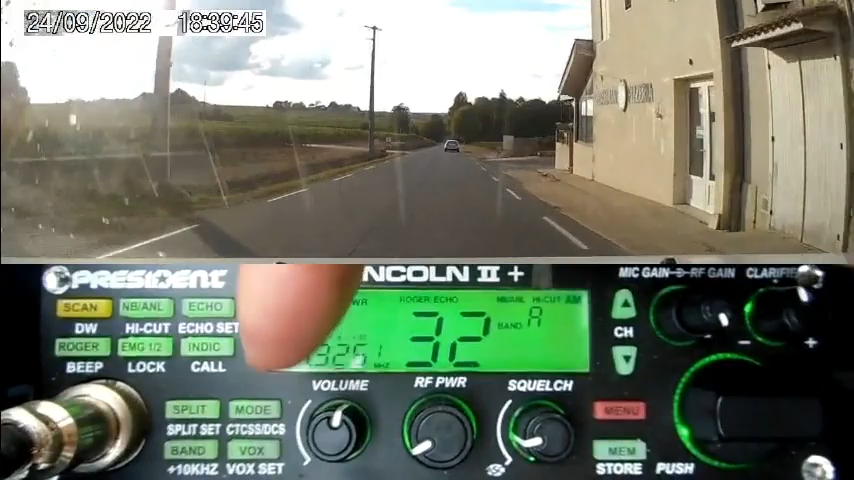 24/09/2022 18:39:45
PRESIDENT
LINCOLN II +
MIC GAIN RF GAIN
SCAN
NB/ANL
ECHO
DW
HI-CUT
ECHO SET
ROGER
EMG 1/2
INDIC
BEEP
LOCK
CALL
PWR
ROGER ECHO
NB/ANL HI-CUT AM
32
BAND A
MHZ
CH
- +
VOLUME
RF PWR
SQUELCH
SPLIT
MODE
SPLIT SET
CTCSS/DCS
BAND
VOX
+10KHZ
VOX SET
MENU
MEM
STORE
PUSH